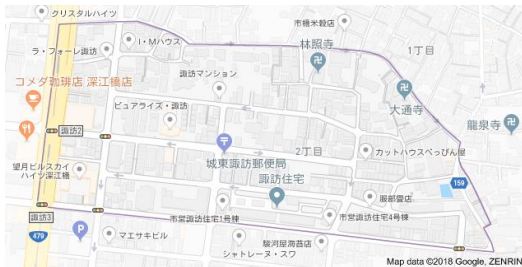 クリスタルハイツ
市橋米穀店
I・Mハウス
林照寺
1丁目
ラ・フォーレ諏訪
諏訪マンション
コメダ珈琲店 深江橋店
大通寺
龍泉寺
ピュアライズ・諏訪
諏訪2
2丁目
カットハウスべっぴん屋
望月ビルスカイ
ハイツ深江橋
城東諏訪郵便局
諏訪住宅
159
服部畳店
諏訪3
市営諏訪住宅1号棟
市営諏訪住宅4号棟
479
P
マエサキビル
駿河屋海苔店
シャトレーヌ・スワ
Map data ©2018 Google, ZENRIN